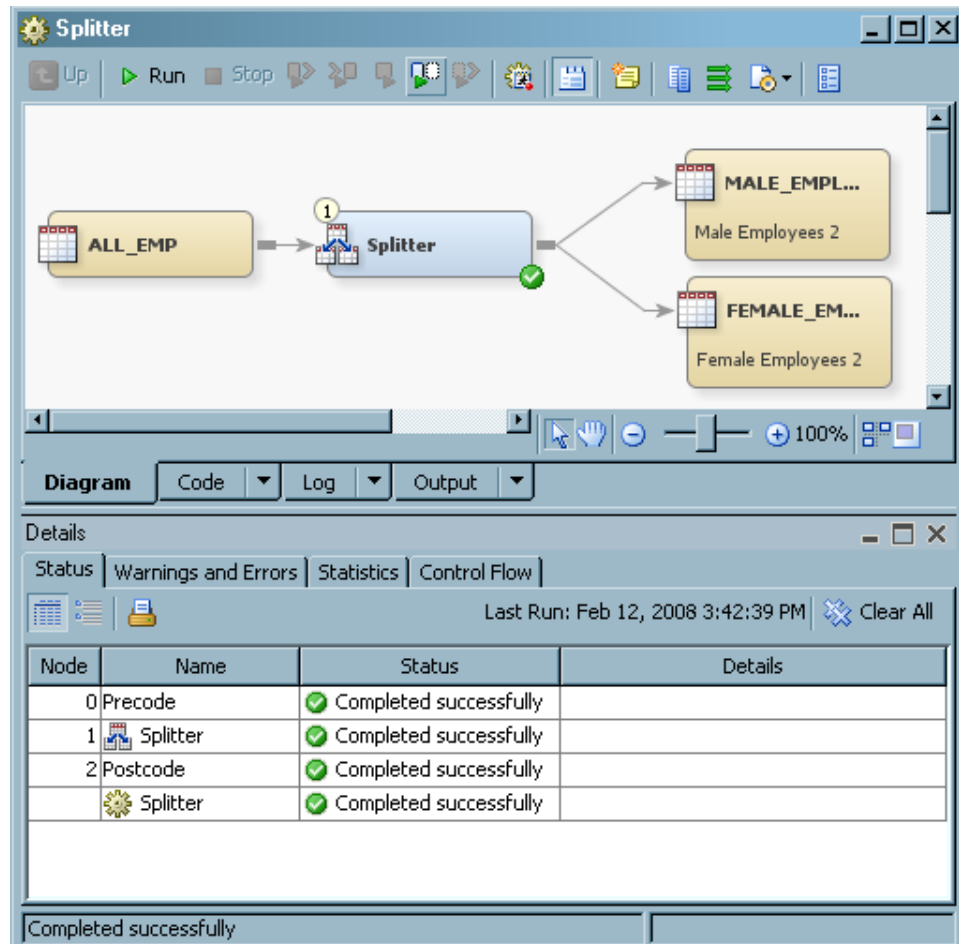 Splitter
Up Run Stop
ALL_EMP
1
Splitter
MALE_EMPL...
Male Employees 2
FEMALE_EM...
Female Employees 2
100%
Diagram Code Log Output
Details
Status Warnings and Errors Statistics Control Flow
Last Run: Feb 12, 2008 3:42:39 PM Clear All
Node Name Status Details
0 Precode Completed successfully
1 Splitter Completed successfully
2 Postcode Completed successfully
Splitter Completed successfully
Completed successfully